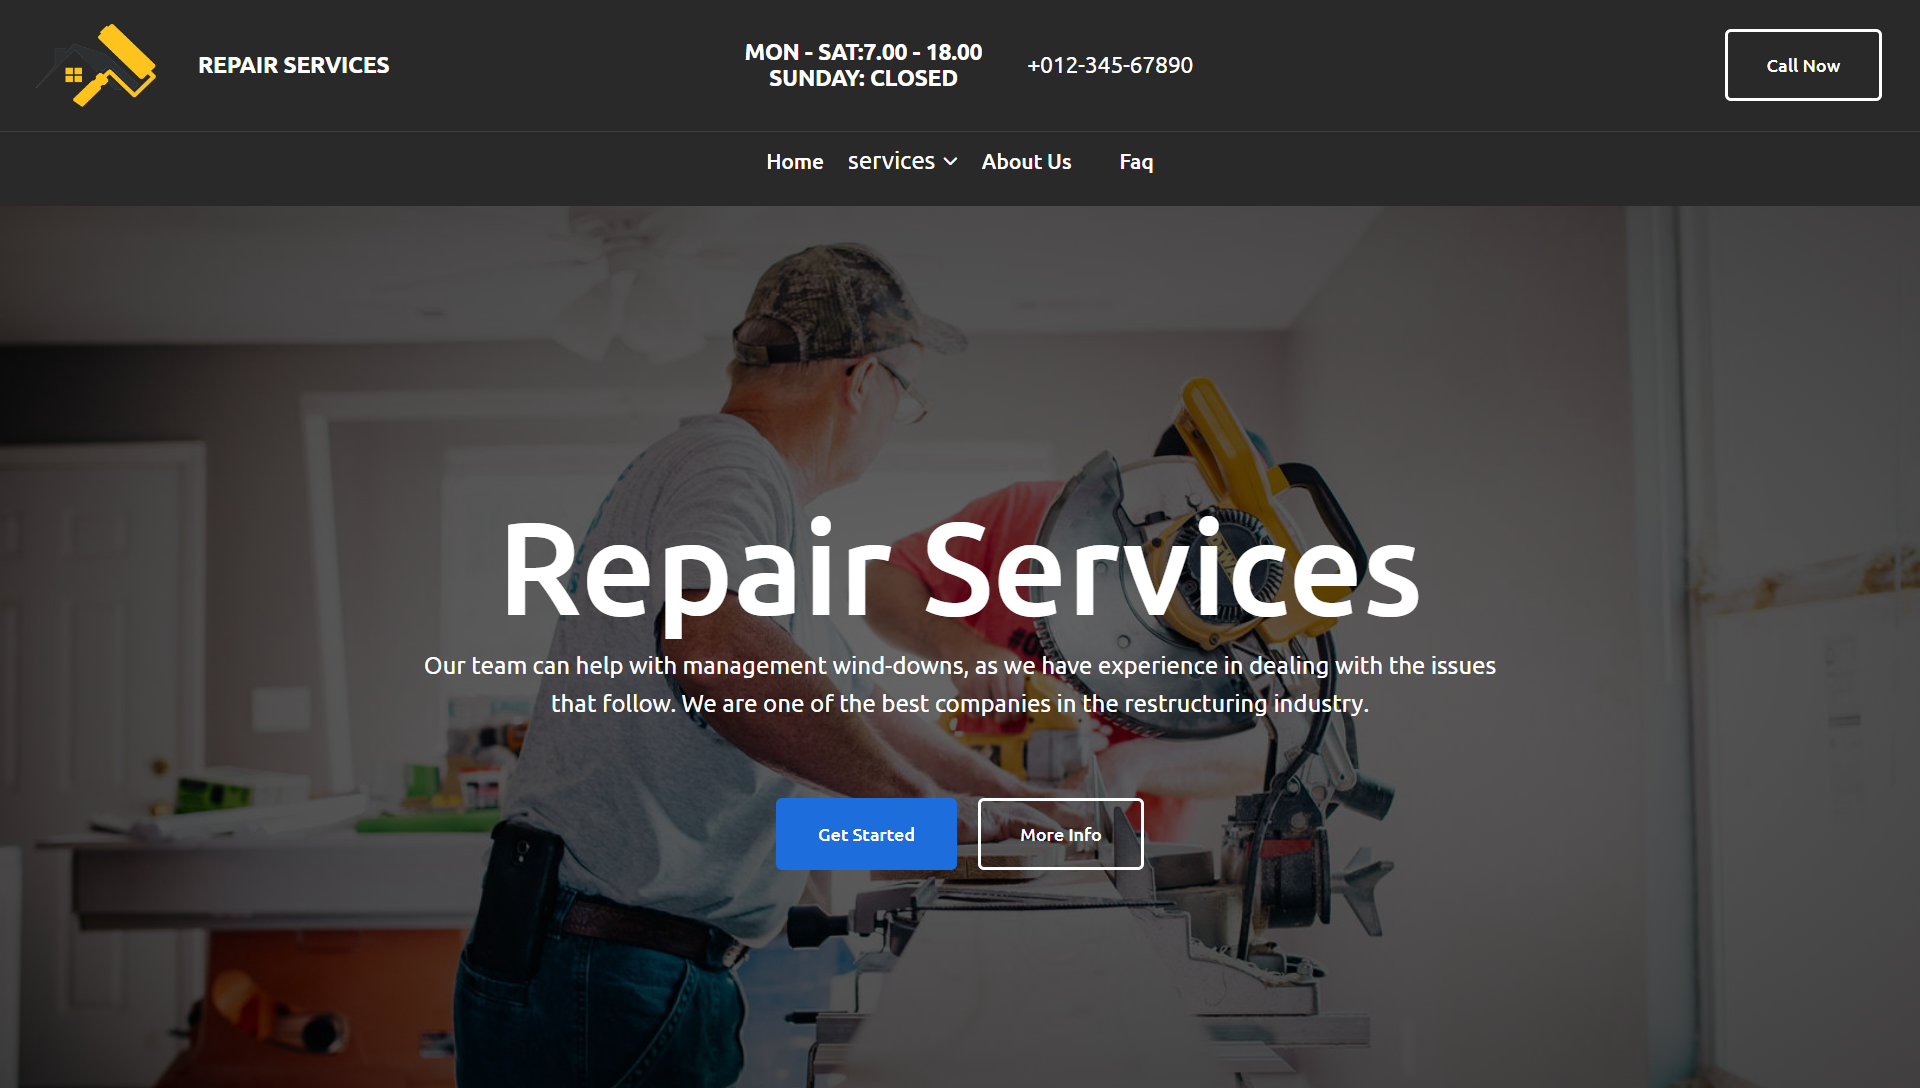 REPAIR SERVICES
MON - SAT:7.00 - 18.00
SUNDAY: CLOSED
+012-345-67890
Call Now
Home
services
About Us
Faq
Repair Services
Our team can help with management wind-downs, as we have experience in dealing with the issues
that follow. We are one of the best companies in the restructuring industry.
Get Started
More Info